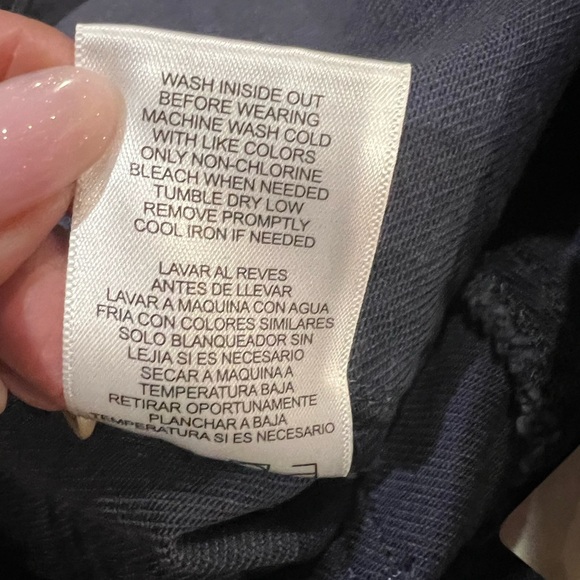 WASH INISIDE OUT
BEFORE WEARING
MACHINE WASH COLD
WITH LIKE COLORS
ONLY NON-CHLORINE
BLEACH WHEN NEEDED
TUMBLE DRY LOW
REMOVE PROMPTLY
COOL IRON IF NEEDED
LAVAR AL REVES
ANTES DE LLEVAR
LAVAR A MAQUINA CON AGUA
FRIA CON COLORES SIMILARES
SOLO BLANQUEADOR SIN
LEJIA SI ES NECESARIO
SECAR A MAQUINA A
TEMPERATURA BAJA
RETIRAR OPORTUNAMENTE
PLANCHAR A BAJA
TEMPERATURA SI ES NECESARIO